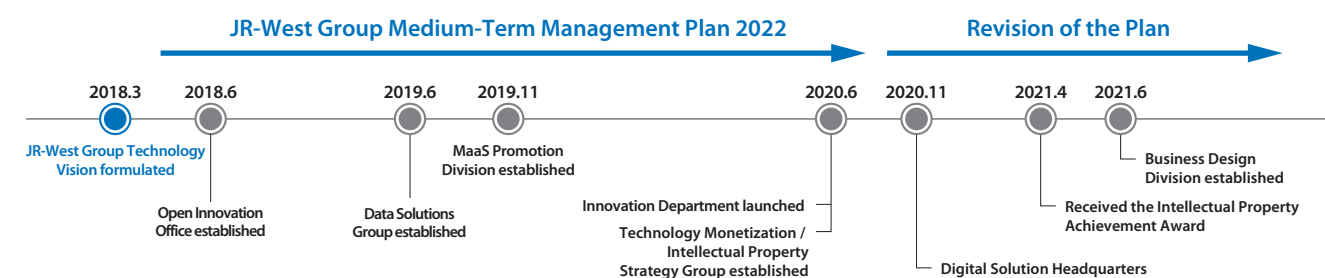 JR-West Group Medium-Term Management Plan 2022
Revision of the Plan
2018.3
2018.6
2019.6
2019.11
2020.6
2020.11
2021.4
2021.6
JR-West Group Technology
Vision formulated
Open Innovation
Office established
Data Solutions
Group established
MaaS Promotion
Division established
Innovation Department launched
Technology Monetization /
Intellectual Property
Strategy Group established
Digital Solution Headquarters
Received the Intellectual Property
Achievement Award
Business Design
Division established